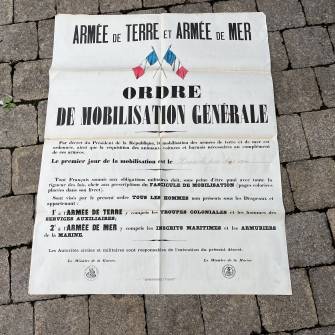 ARMÉE DE TERRE ET ARMÉE DE MER
ORDRE
DE MOBILISATION GÉNÉRALE
Par décret du Président de la République, la mobilisation des armées de terre et de mer est
ordonnée, ainsi que la réquisition des animaux, voitures et harnais nécessaires au complément
de ces armées.
Le premier jour de la mobilisation est le
Tout Français soumis aux obligations militaires doit, sous peine d'être puni avec toute la
rigueur des lois, obéir aux prescriptions du FASCICULE DE MOBILISATION (pages coloriées
placées dans son livret).
Sont visés par le présent ordre TOUS LES HOMMES non présents sous les Drapeaux et
appartenant :
1° à l'ARMÉE DE TERRE y compris les TROUPES COLONIALES et les hommes des
SERVICES AUXILIAIRES;
2° à l'ARMÉE DE MER y compris les INSCRITS MARITIMES et les ARMURIERS
de la MARINE.
Les Autorités civiles et militaires sont responsables de l'exécution du présent décret.
Le Ministre de la Guerre, Le Ministre de la Marine,